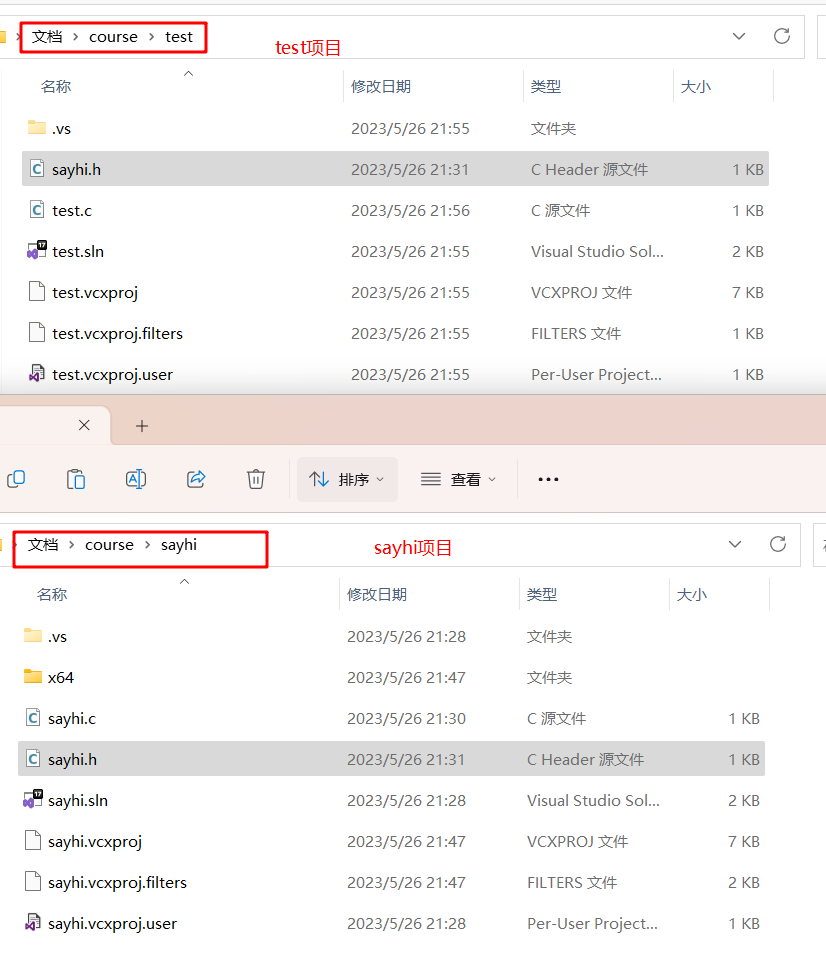 文档 > course > test
test项目
名称 修改日期 类型 大小
.vs 2023/5/26 21:55 文件夹
sayhi.h 2023/5/26 21:31 C Header 源文件 1 KB
test.c 2023/5/26 21:56 C 源文件 1 KB
test.sln 2023/5/26 21:55 Visual Studio Sol... 2 KB
test.vcxproj 2023/5/26 21:55 VCXPROJ 文件 7 KB
test.vcxproj.filters 2023/5/26 21:55 FILTERS 文件 1 KB
test.vcxproj.user 2023/5/26 21:55 Per-User Project... 1 KB
排序 查看
文档 > course > sayhi
sayhi项目
名称 修改日期 类型 大小
.vs 2023/5/26 21:28 文件夹
x64 2023/5/26 21:47 文件夹
sayhi.c 2023/5/26 21:30 C 源文件 1 KB
sayhi.h 2023/5/26 21:31 C Header 源文件 1 KB
sayhi.sln 2023/5/26 21:28 Visual Studio Sol... 2 KB
sayhi.vcxproj 2023/5/26 21:47 VCXPROJ 文件 7 KB
sayhi.vcxproj.filters 2023/5/26 21:47 FILTERS 文件 2 KB
sayhi.vcxproj.user 2023/5/26 21:28 Per-User Project... 1 KB